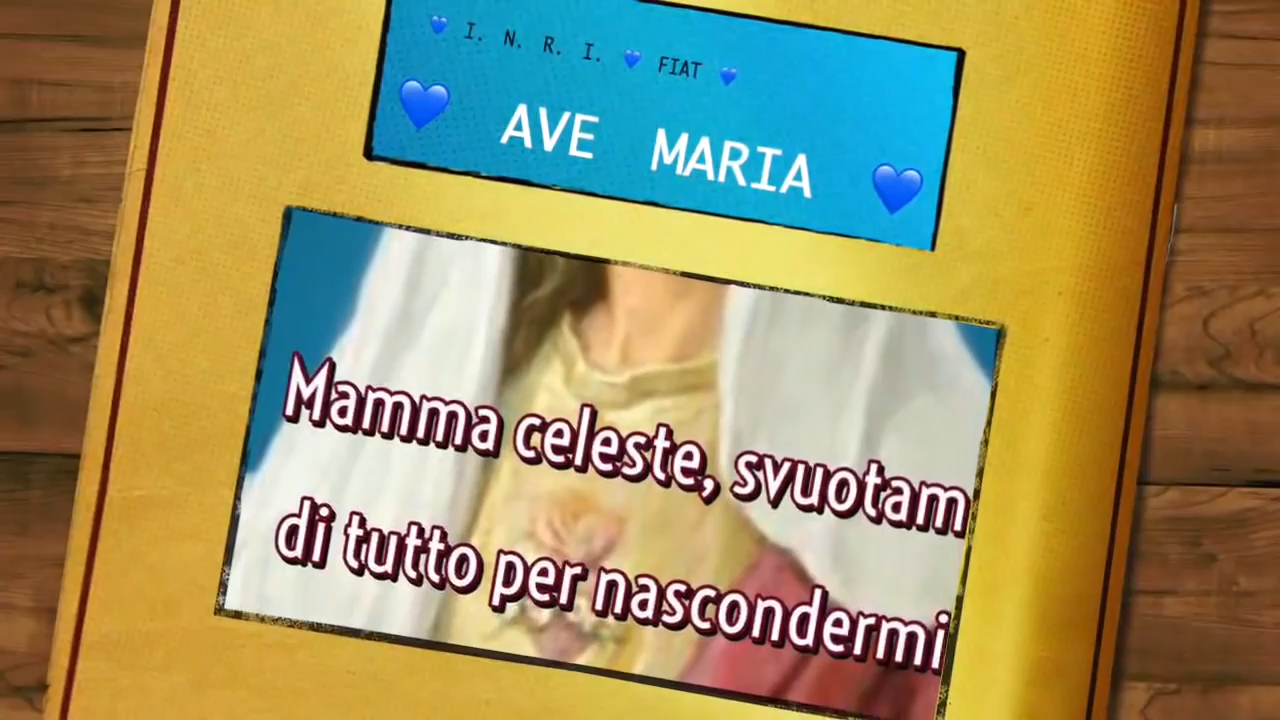 💙 I. N. R. I. 💙 FIAT 💙
💙 AVE MARIA 💙
Mamma celeste, svuotam
di tutto per nascondermi